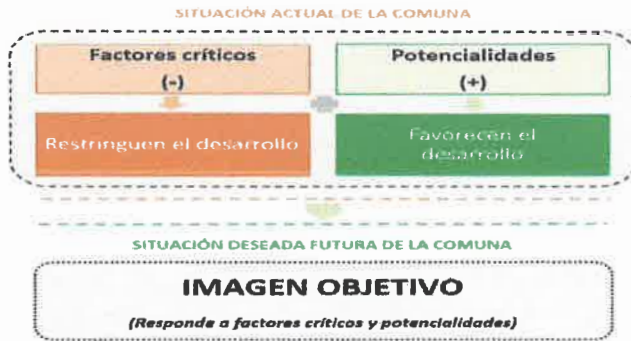 SITUACIÓN ACTUAL DE LA COMUNA
Factores críticos
(-)
Potencialidades
(+)
Restringuen el desarrollo
Favorecen el
desarrollo
SITUACIÓN DESEADA FUTURA DE LA COMUNA
IMAGEN OBJETIVO
(Responde a factores críticos y potencialidades)